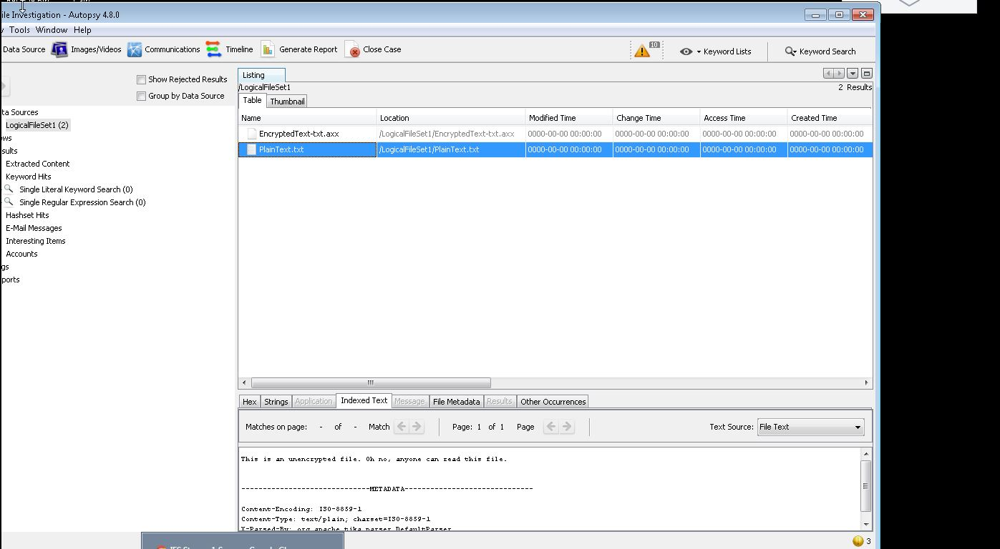 ile Investigation - Autopsy 4.8.0
Tools Window Help
Data Source Images/Videos Communications Timeline Generate Report Close Case 10 Keyword Lists Keyword Search
Show Rejected Results
Group by Data Source
Listing
/LogicalFileSet1 2 Results
Table Thumbnail
Name Location Modified Time Change Time Access Time Created Time
EncryptedText-txt.axx /LogicalFileSet1/EncryptedText-txt.axx 0000-00-00 00:00:00 0000-00-00 00:00:00 0000-00-00 00:00:00 0000-00-00 00:00:00
PlainText.txt /LogicalFileSet1/PlainText.txt 0000-00-00 00:00:00 0000-00-00 00:00:00 0000-00-00 00:00:00 0000-00-00 00:00:00
ta Sources
LogicalFileSet1 (2)
ews
sults
Extracted Content
Keyword Hits
Single Literal Keyword Search (0)
Single Regular Expression Search (0)
Hashset Hits
E-Mail Messages
Interesting Items
Accounts
gs
ports
Hex Strings Application Indexed Text Message File Metadata Results Other Occurrences
Matches on page: - of - Match Page: 1 of 1 Page Text Source: File Text
This is an unencrypted file. Oh no, anyone can read this file.
------------------------------METADATA------------------------------
Content-Encoding: ISO-8859-1
Content-Type: text/plain; charset=ISO-8859-1
X-Parsed-By: org.apache.tika.parser.DefaultParser
3